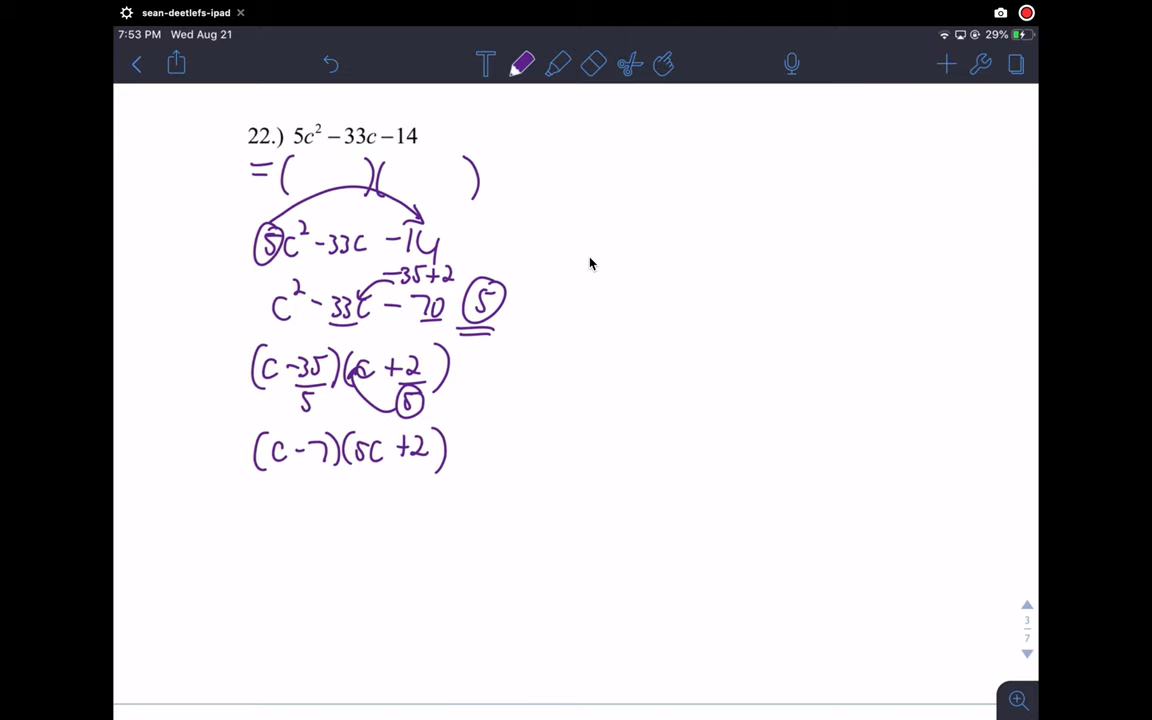 sean-deetlefs-ipad
7:53 PM Wed Aug 21
29%
T
22.) 5c² − 33c − 14
= (      )(      )
5c² − 33c − 14
−35+2
c² − 33c − 70 5
(c − 35/5)(c + 2/5)
(c − 7)(5c + 2)
3
7